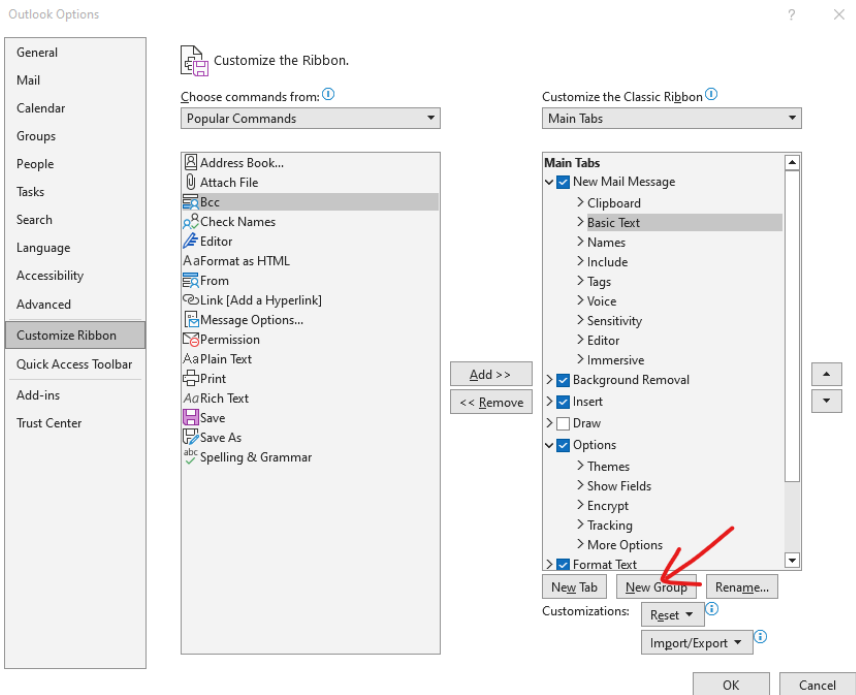 Outlook Options
?
General
Mail
Calendar
Groups
People
Tasks
Search
Language
Accessibility
Advanced
Customize Ribbon
Quick Access Toolbar
Add-ins
Trust Center
Customize the Ribbon.
Choose commands from:
Popular Commands
Address Book...
Attach File
Bcc
Check Names
Editor
Format as HTML
From
Link [Add a Hyperlink]
Message Options...
Permission
Plain Text
Print
Rich Text
Save
Save As
Spelling & Grammar
Add >>
<< Remove
Customize the Classic Ribbon
Main Tabs
Main Tabs
New Mail Message
Clipboard
Basic Text
Names
Include
Tags
Voice
Sensitivity
Editor
Immersive
Background Removal
Insert
Draw
Options
Themes
Show Fields
Encrypt
Tracking
More Options
Format Text
New Tab
New Group
Rename...
Customizations:
Reset
Import/Export
OK
Cancel